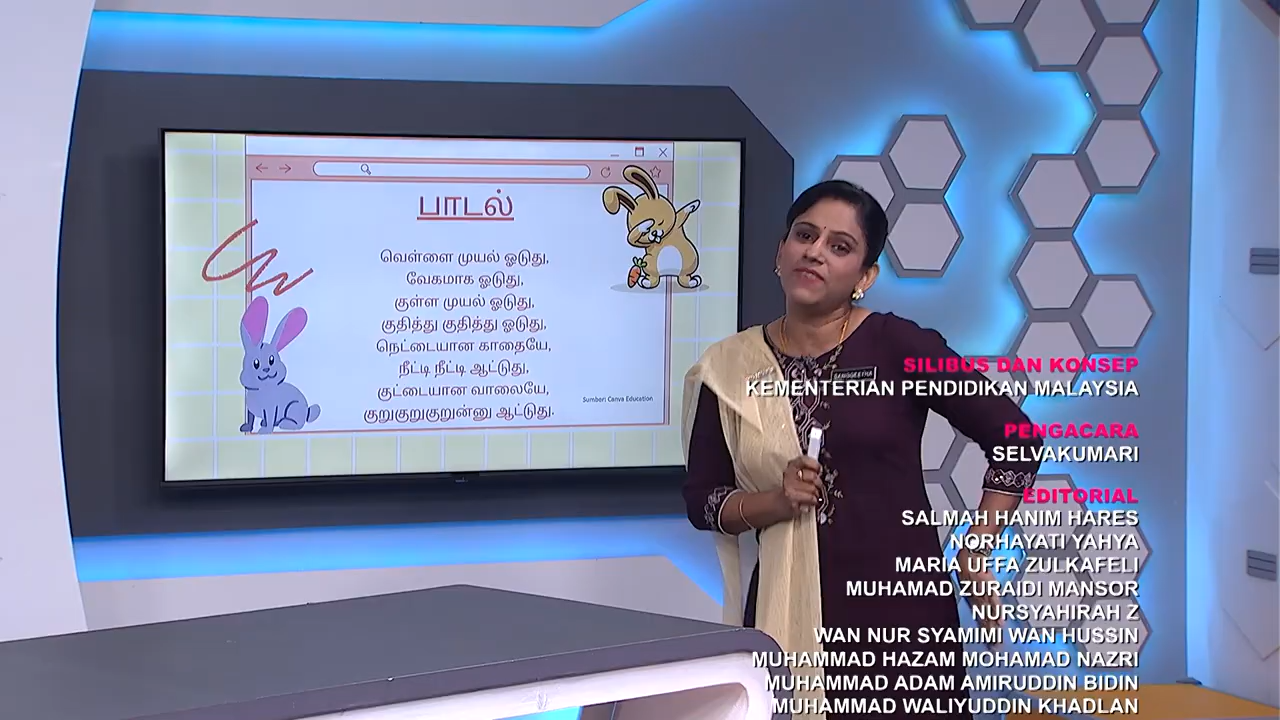 பாடல்
வெள்ளை முயல் ஓடுது,
வேகமாக ஓடுது,
குள்ள முயல் ஓடுது,
குதித்து குதித்து ஓடுது,
நெட்டையான காதையே,
நீட்டி நீட்டி ஆட்டுது,
குட்டையான வாலையே,
குறுகுறுகுறுன்னு ஆட்டுது.
Sumber: Canva Education
SILIBUS DAN KONSEP
KEMENTERIAN PENDIDIKAN MALAYSIA
PENGACARA
SELVAKUMARI
EDITORIAL
SALMAH HANIM HARES
NORHAYATI YAHYA
MARIA UFFA ZULKAFELI
MUHAMAD ZURAIDI MANSOR
NURSYAHIRAH Z
WAN NUR SYAMIMI WAN HUSSIN
MUHAMMAD HAZAM MOHAMAD NAZRI
MUHAMMAD ADAM AMIRUDDIN BIDIN
MUHAMMAD WALIYUDDIN KHADLAN